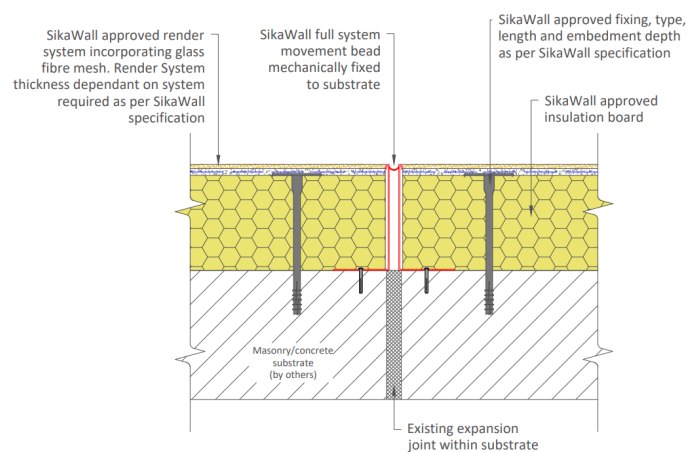 SikaWall approved render
system incorporating glass
fibre mesh. Render System
thickness dependant on system
required as per SikaWall
specification
SikaWall full system
movement bead
mechanically fixed
to substrate
SikaWall approved fixing, type,
length and embedment depth
as per SikaWall specification
SikaWall approved
insulation board
Masonry/concrete
substrate
(by others)
Existing expansion
joint within substrate